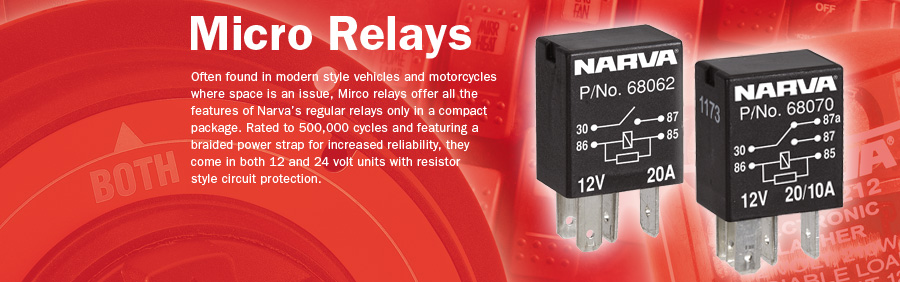 Micro Relays
Often found in modern style vehicles and motorcycles
where space is an issue, Mirco relays offer all the
features of Narva's regular relays only in a compact
package. Rated to 500,000 cycles and featuring a
braided power strap for increased reliability, they
come in both 12 and 24 volt units with resistor
style circuit protection.
BOTH
NARVA
P/No. 68062
30 87
86 85
12V 20A
1173
NARVA®
P/No. 68070
87a
30 87
86 85
12V 20/10A
OFF